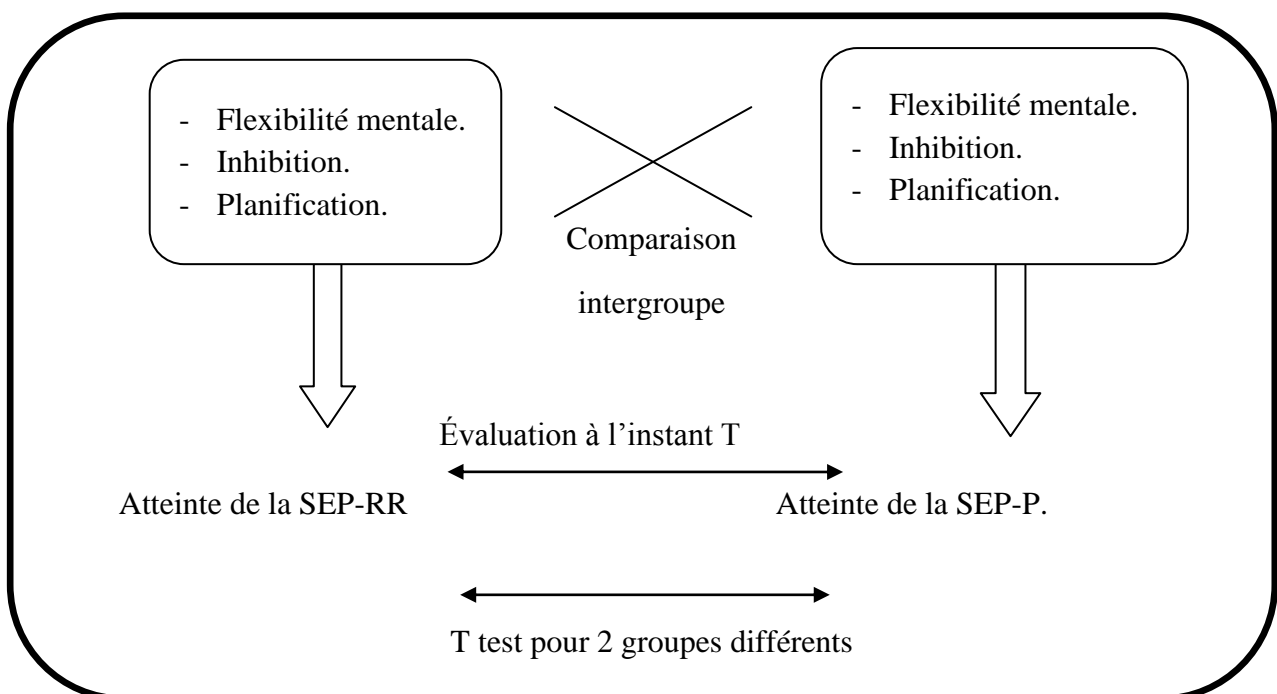 - Flexibilité mentale.
- Inhibition.
- Planification.
- Flexibilité mentale.
- Inhibition.
- Planification.
Comparaison
intergroupe
Évaluation à l’instant T
Atteinte de la SEP-RR
Atteinte de la SEP-P.
T test pour 2 groupes différents